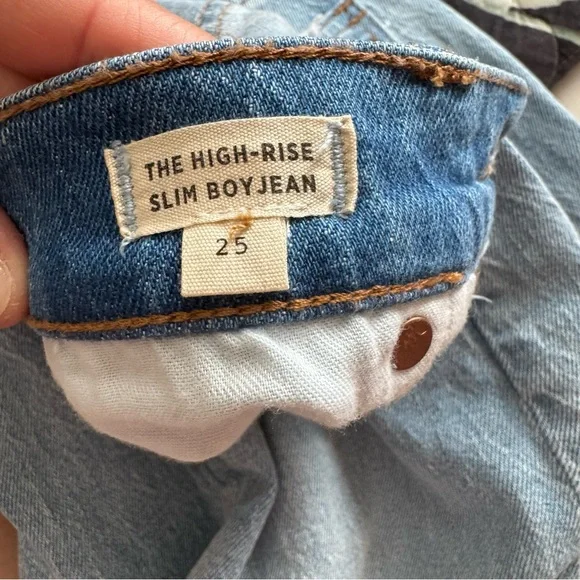 THE HIGH-RISE
SLIM BOYJEAN
25